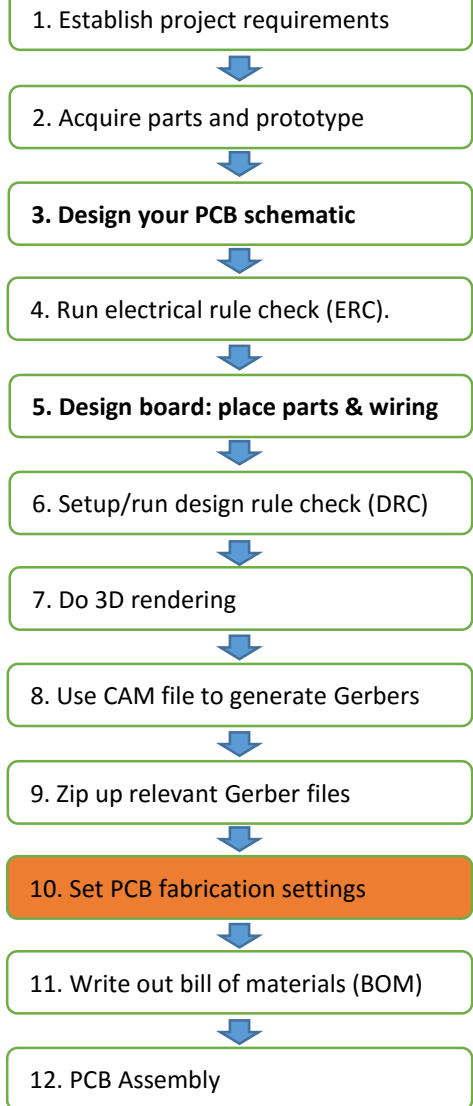 1. Establish project requirements
2. Acquire parts and prototype
3. Design your PCB schematic
4. Run electrical rule check (ERC).
5. Design board: place parts & wiring
6. Setup/run design rule check (DRC)
7. Do 3D rendering
8. Use CAM file to generate Gerbers
9. Zip up relevant Gerber files
10. Set PCB fabrication settings
11. Write out bill of materials (BOM)
12. PCB Assembly